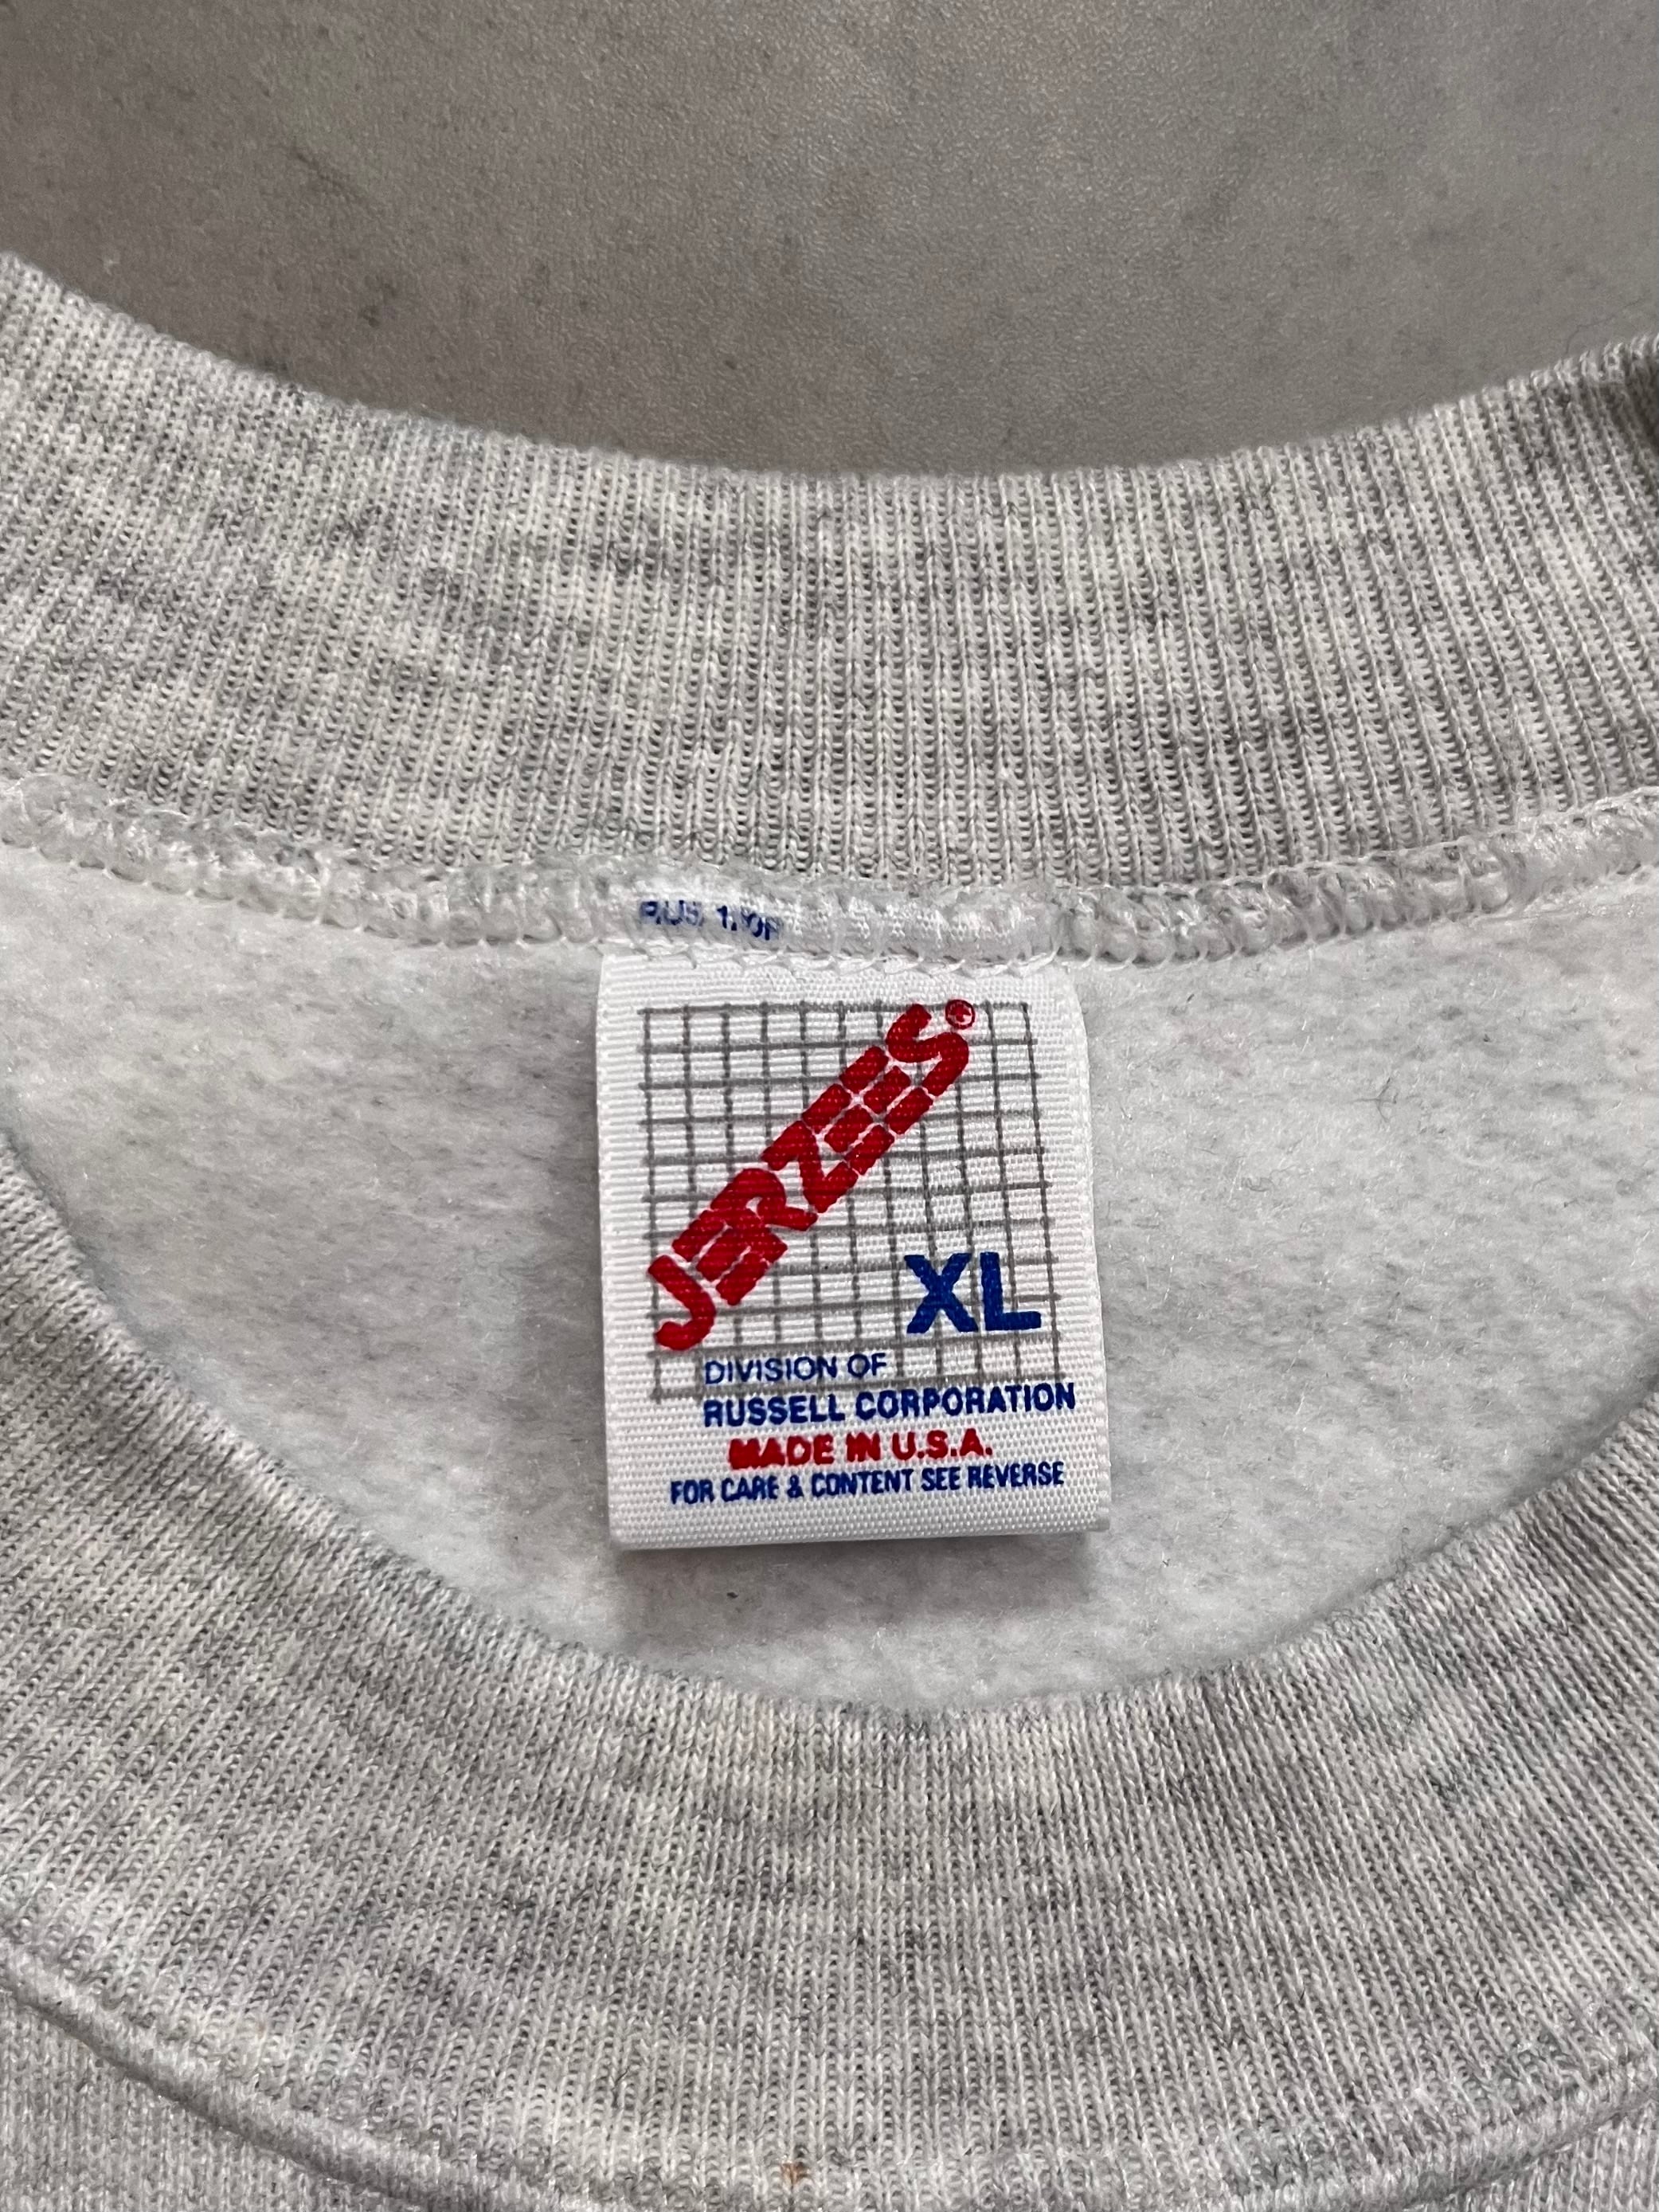 JERZEES®
XL
DIVISION OF
RUSSELL CORPORATION
MADE IN U.S.A.
FOR CARE & CONTENT SEE REVERSE